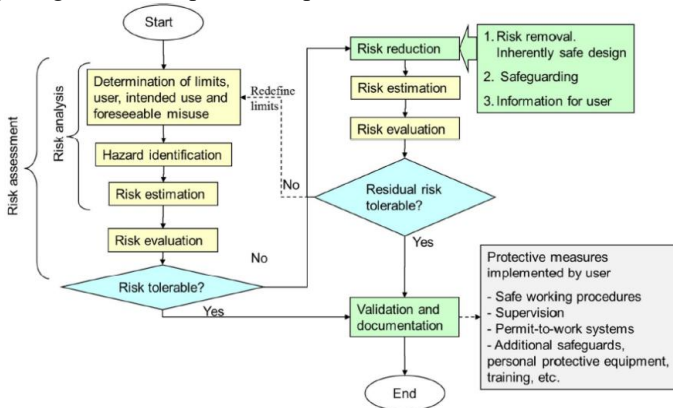 Start
Risk assessment
Risk analysis
Determination of limits,
user, intended use and
foreseeable misuse
Hazard identification
Risk estimation
Risk evaluation
Risk tolerable?
No
Yes
Redefine
limits
Risk reduction
1. Risk removal.
Inherently safe design
2. Safeguarding
3. Information for user
Risk estimation
Risk evaluation
Residual risk
tolerable?
No
Yes
Validation and
documentation
End
Protective measures
implemented by user
- Safe working procedures
- Supervision
- Permit-to-work systems
- Additional safeguards,
personal protective equipment,
training, etc.